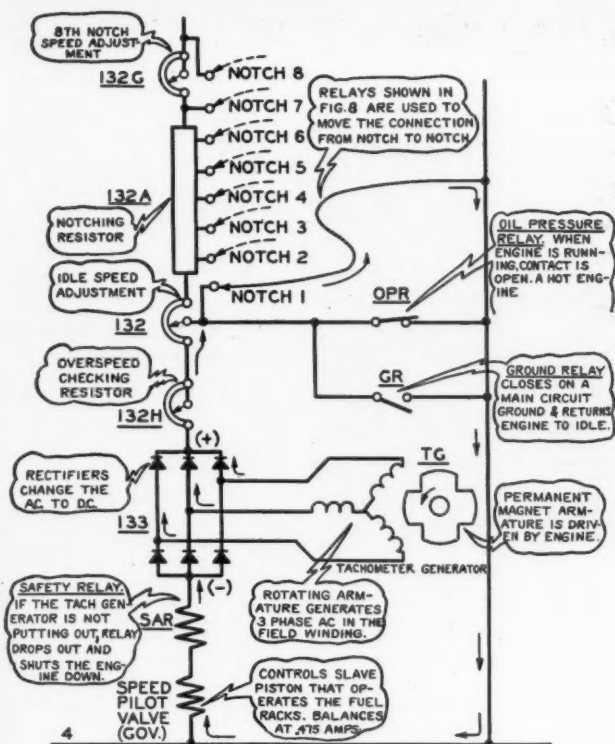 8TH NOTCH
SPEED ADJUST-
MENT
132G
NOTCH 8
NOTCH 7
NOTCH 6
NOTCH 5
NOTCH 4
NOTCH 3
NOTCH 2
NOTCH 1
RELAYS SHOWN IN
FIG.8 ARE USED TO
MOVE THE CONNECTION
FROM NOTCH TO NOTCH
132A
NOTCHING
RESISTOR
IDLE SPEED
ADJUSTMENT
132
OIL PRESSURE
RELAY. WHEN
ENGINE IS RUNN-
ING, CONTACT IS
OPEN. A HOT EN-
GINE
OPR
OVERSPEED
CHECKING
RESISTOR
132H
GR
GROUND RELAY
CLOSES ON A
MAIN CIRCUIT
GROUND & RETURNS
ENGINE TO IDLE.
(+)
RECTIFIERS
CHANGE THE
A.C. TO D.C.
133
TG
PERMANENT
MAGNET ARM-
ATURE IS DRIV-
EN BY ENGINE.
TACHOMETER GENERATOR
(-)
SAFETY RELAY.
IF THE TACH GEN-
ERATOR IS NOT
PUTTING OUT, RELAY
DROPS OUT AND
SHUTS THE ENG-
INE DOWN.
SAR
ROTATING ARM-
ATURE GENERATES
3 PHASE AC IN THE
FIELD WINDING.
SPEED
PILOT
VALVE
(GOV.)
CONTROLS SLAVE
PISTON THAT OP-
ERATES THE FUEL
RACKS. BALANCES
AT .475 AMPS
4